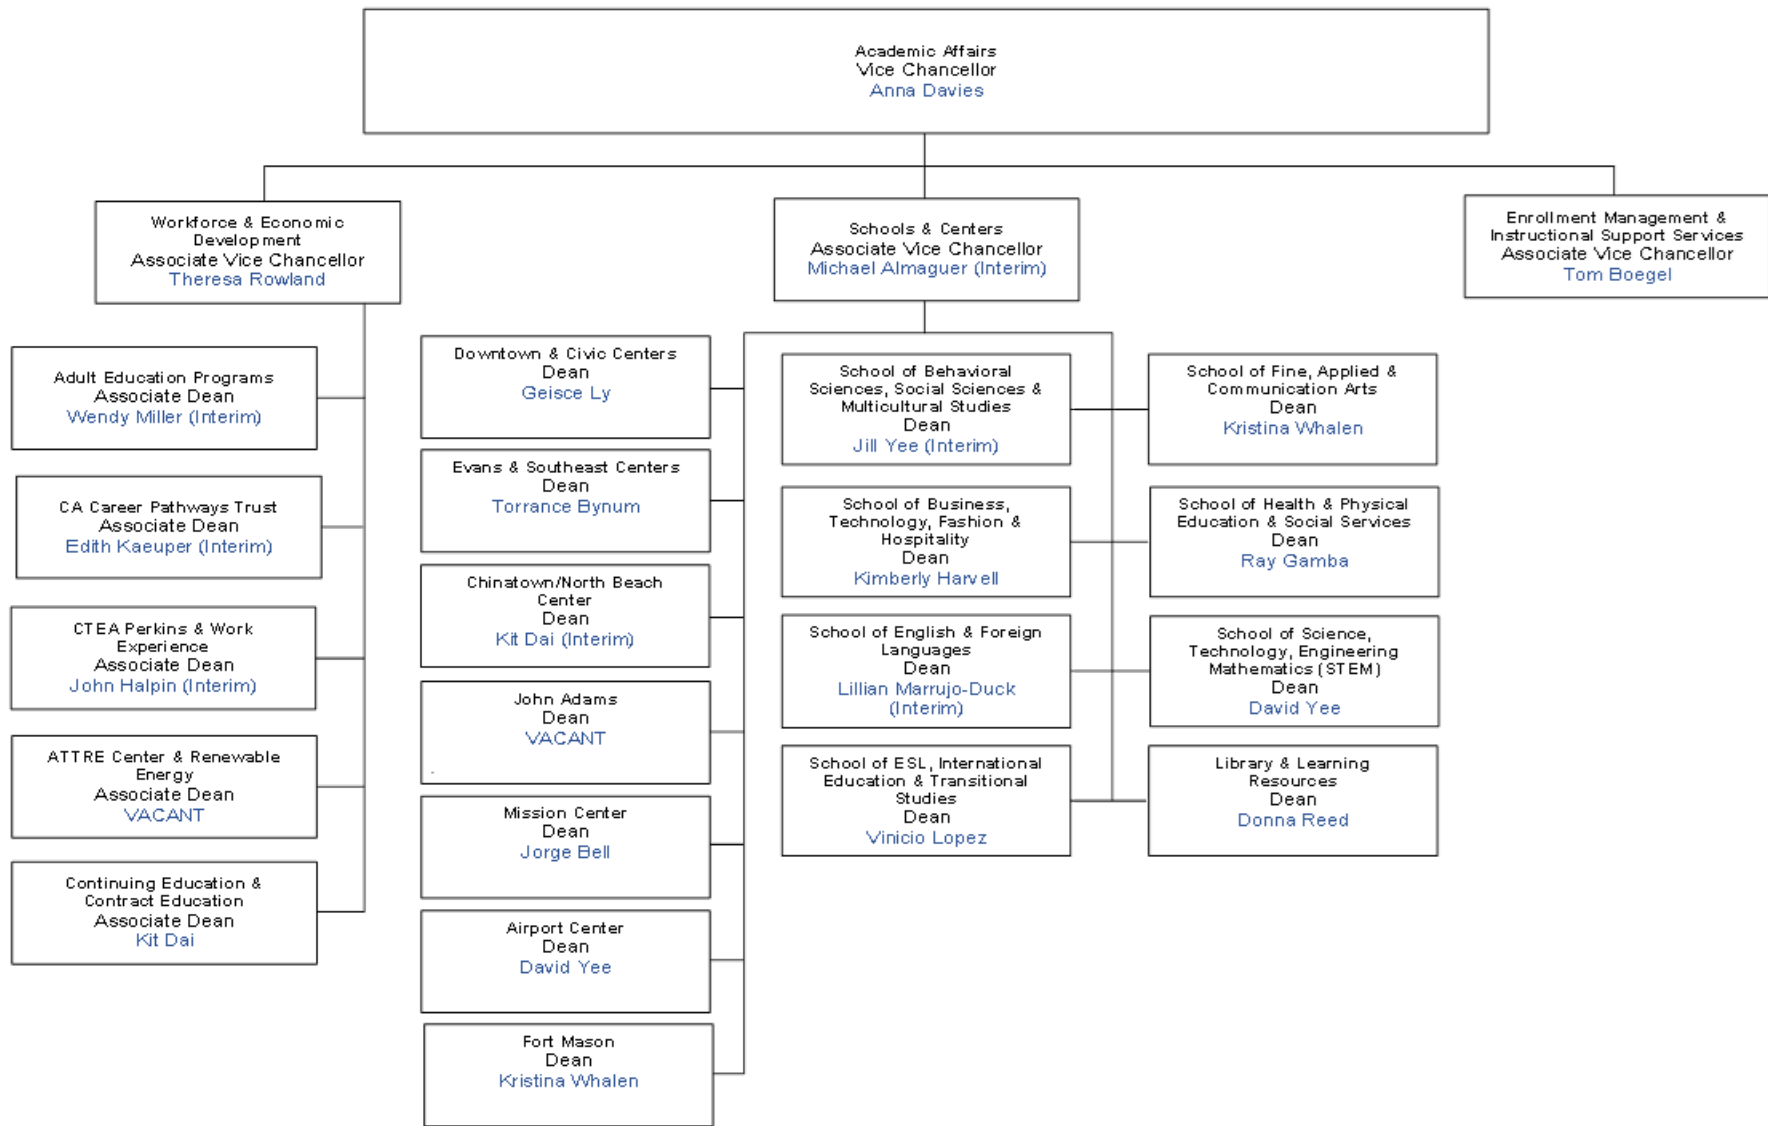 Academic Affairs
Vice Chancellor
Anna Davies
Workforce & Economic
Development
Associate Vice Chancellor
Theresa Rowland
Schools & Centers
Associate Vice Chancellor
Michael Almaguer (Interim)
Enrollment Management &
Instructional Support Services
Associate Vice Chancellor
Tom Boegel
Adult Education Programs
Associate Dean
Wendy Miller (Interim)
CA Career Pathways Trust
Associate Dean
Edith Kaeuper (Interim)
CTEA Perkins & Work
Experience
Associate Dean
John Halpin (Interim)
ATTRE Center & Renewable
Energy
Associate Dean
VACANT
Continuing Education &
Contract Education
Associate Dean
Kit Dai
Downtown & Civic Centers
Dean
Geisce Ly
Evans & Southeast Centers
Dean
Torrance Bynum
Chinatown/North Beach
Center
Dean
Kit Dai (Interim)
John Adams
Dean
VACANT
Mission Center
Dean
Jorge Bell
Airport Center
Dean
David Yee
Fort Mason
Dean
Kristina Whalen
School of Behavioral
Sciences, Social Sciences &
Multicultural Studies
Dean
Jill Yee (Interim)
School of Business,
Technology, Fashion &
Hospitality
Dean
Kimberly Harvell
School of English & Foreign
Languages
Dean
Lillian Marrujo-Duck
(Interim)
School of ESL, International
Education & Transitional
Studies
Dean
Vinicio Lopez
School of Fine, Applied &
Communication Arts
Dean
Kristina Whalen
School of Health & Physical
Education & Social Services
Dean
Ray Gamba
School of Science,
Technology, Engineering
Mathematics (STEM)
Dean
David Yee
Library & Learning
Resources
Dean
Donna Reed